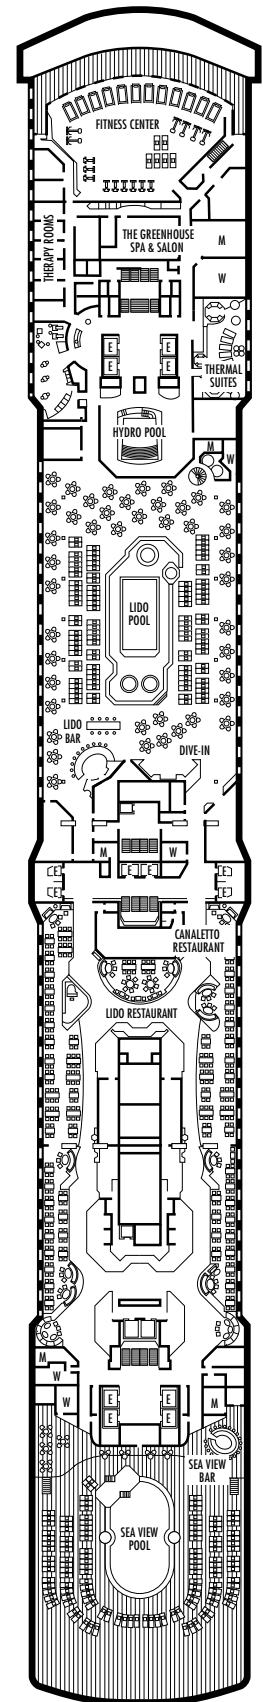 FITNESS CENTER
THERAPY ROOMS
THE GREENHOUSE
SPA & SALON
M
W
E E
E E
THERMAL
SUITES
HYDRO POOL
M
W
LIDO
POOL
LIDO
BAR
DIVE-IN
M
W
E
E E
E
E
E
CANALETTO
RESTAURANT
LIDO RESTAURANT
M
W
W
M
E E
E E
SEA VIEW
BAR
SEA VIEW
POOL